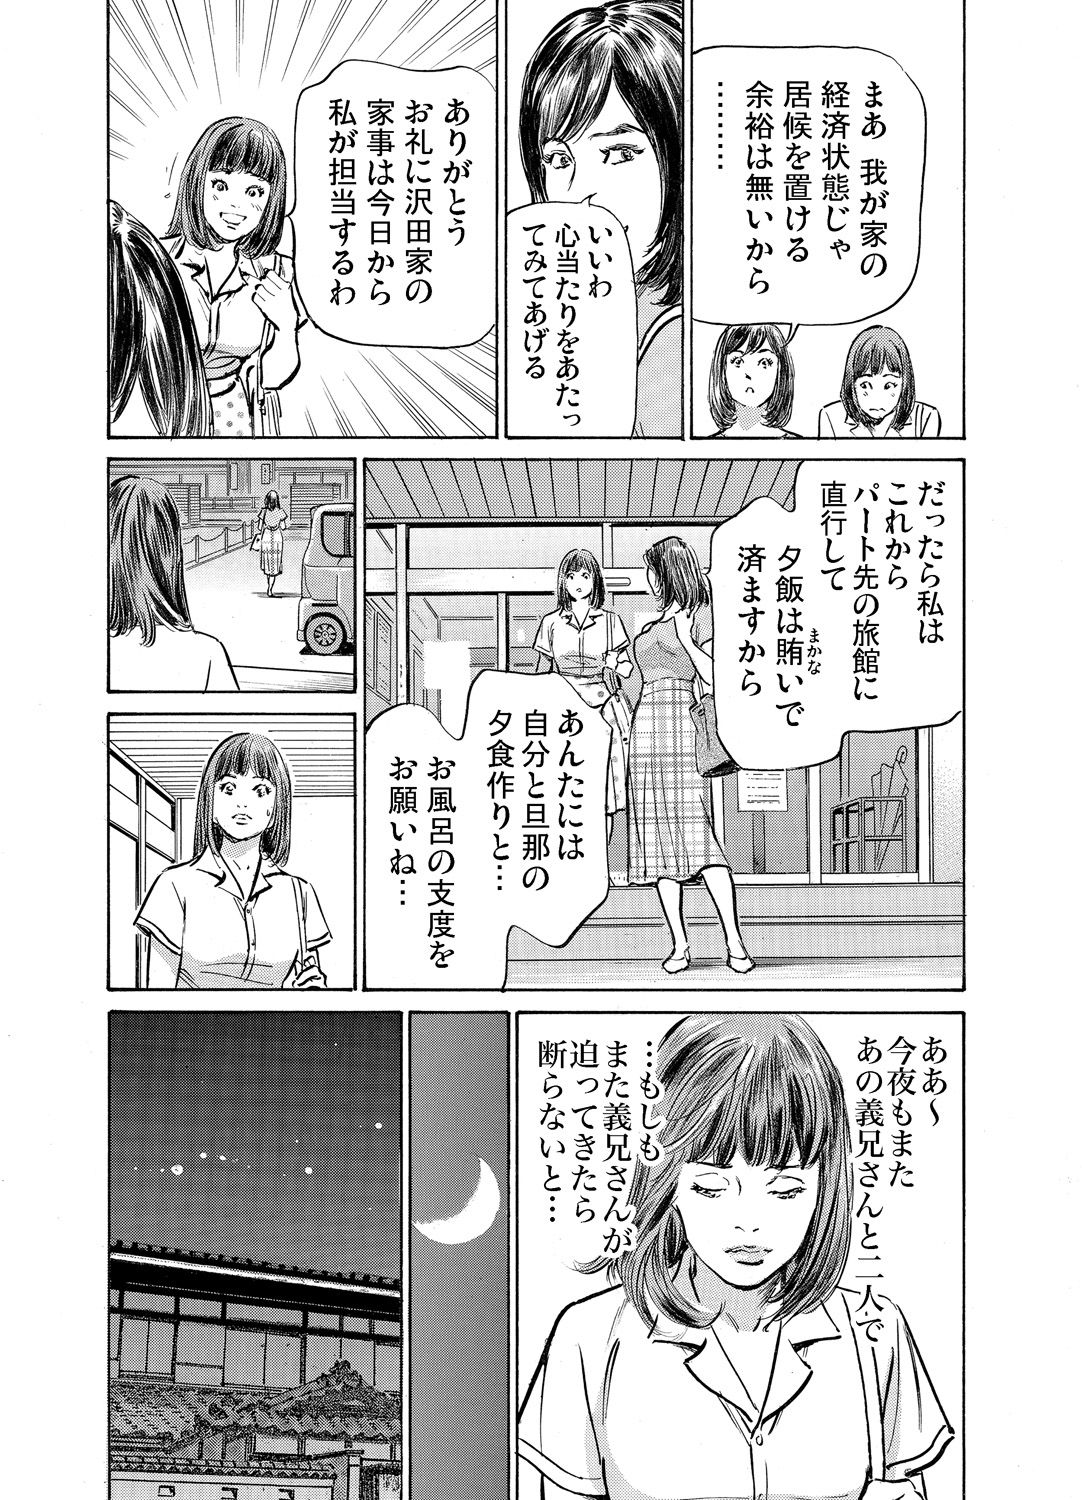 まあ 我が家の
経済状態じゃ
居候を置ける
余裕は無いから
………
いいわ
心当たりをあたっ
てみてあげる
ありがとう
お礼に沢田家の
家事は今日から
私が担当するわ
だったら私は
これから
パート先の旅館に
直行して
夕飯は賄いで
まかな
済ますから
あんたには
自分と旦那の
夕食作りと…
お風呂の支度を
お願いね…
ああ～
今夜もまた
あの義兄さんと二人で
…もしも
また義兄さんが
迫ってきたら
断らないと…